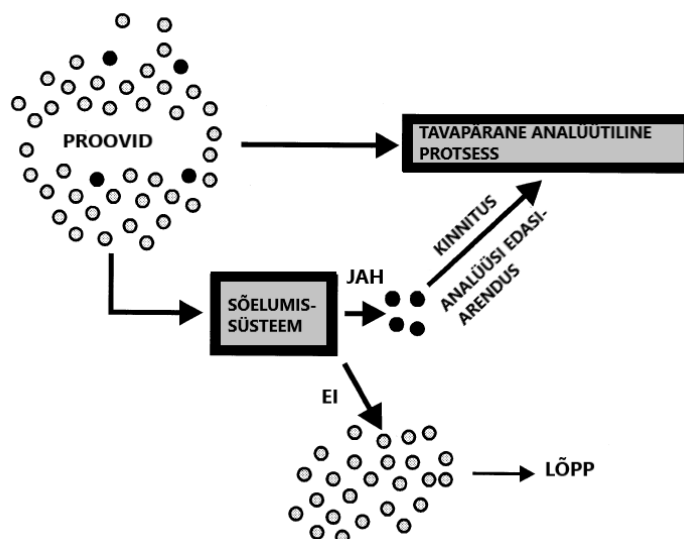 PROOVID
TAVAPÄRANE ANALÜÜTILINE
PROTSESS
KINNITUS
ANALÜÜSI EDASI-
ARENDUS
JAH
SÕELUMIS-
SÜSTEEM
EI
LÕPP